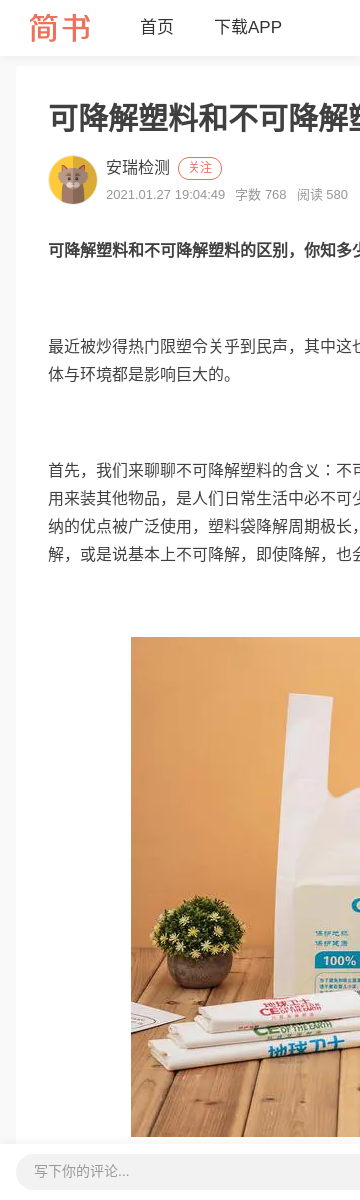 简书
首页
下载APP
可降解塑料和不可降解
安瑞检测
关注
2021.01.27 19:04:49 字数 768 阅读 580
可降解塑料和不可降解塑料的区别，你知多
最近被炒得热门限塑令关乎到民声，其中这
体与环境都是影响巨大的。
首先，我们来聊聊不可降解塑料的含义：不
用来装其他物品，是人们日常生活中必不可
纳的优点被广泛使用，塑料袋降解周期极长，
解，或是说基本上不可降解，即使降解，也
保护地球
保护健康
100%
地球卫士
CE OF THE EARTH
CE OF THE EARTH
地球卫士
写下你的评论...